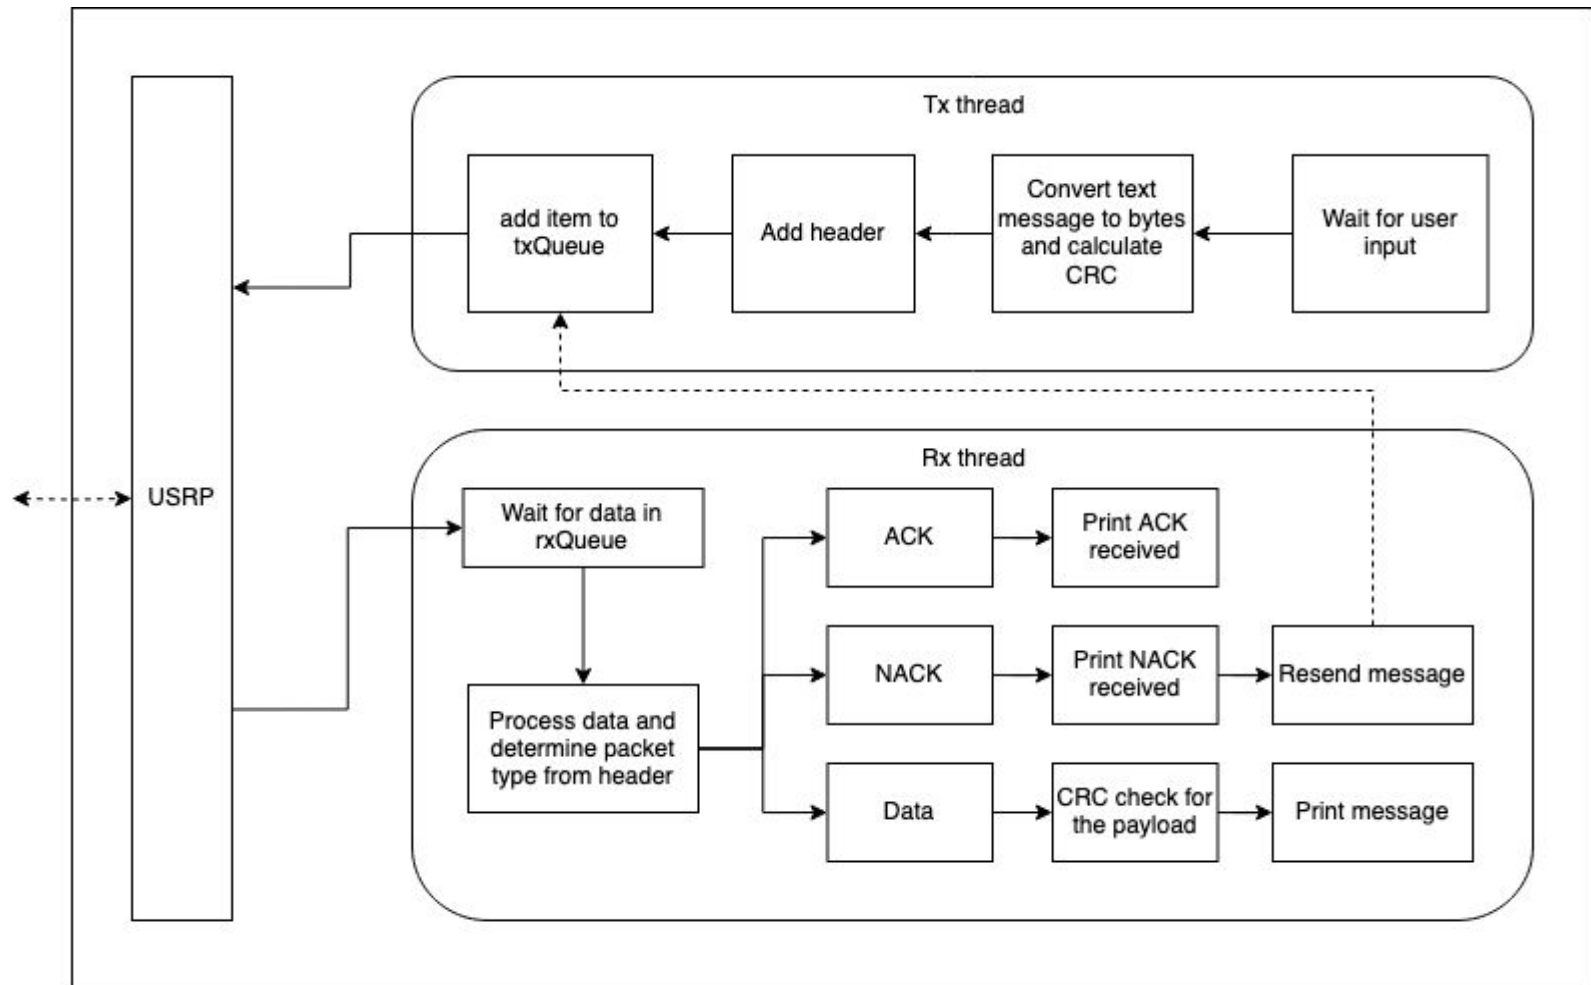 Tx thread
add item to
txQueue
Add header
Convert text
message to bytes
and calculate
CRC
Wait for user
input
USRP
Rx thread
Wait for data in
rxQueue
Process data and
determine packet
type from header
ACK
Print ACK
received
NACK
Print NACK
received
Resend message
Data
CRC check for
the payload
Print message